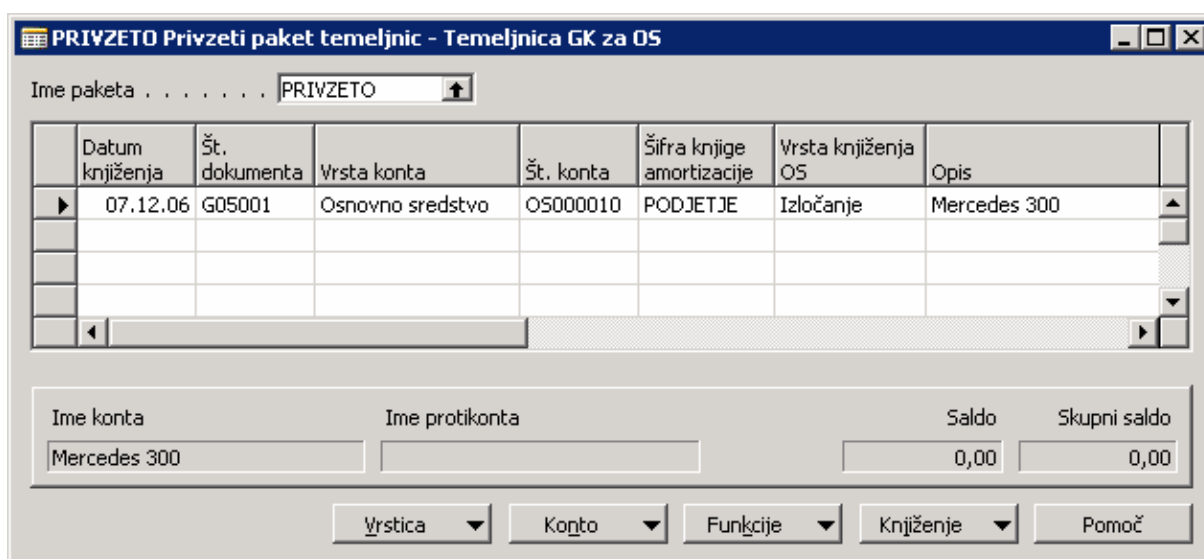 PRIVZETO Privzeti paket temeljnic - Temeljnica GK za OS
Ime paketa . . . . . . . PRIVZETO
Datum knjiženja Št. dokumenta Vrsta konta Št. konta Šifra knjige amortizacije Vrsta knjiženja OS Opis
07.12.06 G05001 Osnovno sredstvo OS000010 PODJETJE Izločanje Mercedes 300
Ime konta Ime protikonta Saldo Skupni saldo
Mercedes 300 0,00 0,00
Vrstica Konto Funkcije Knjiženje Pomoč